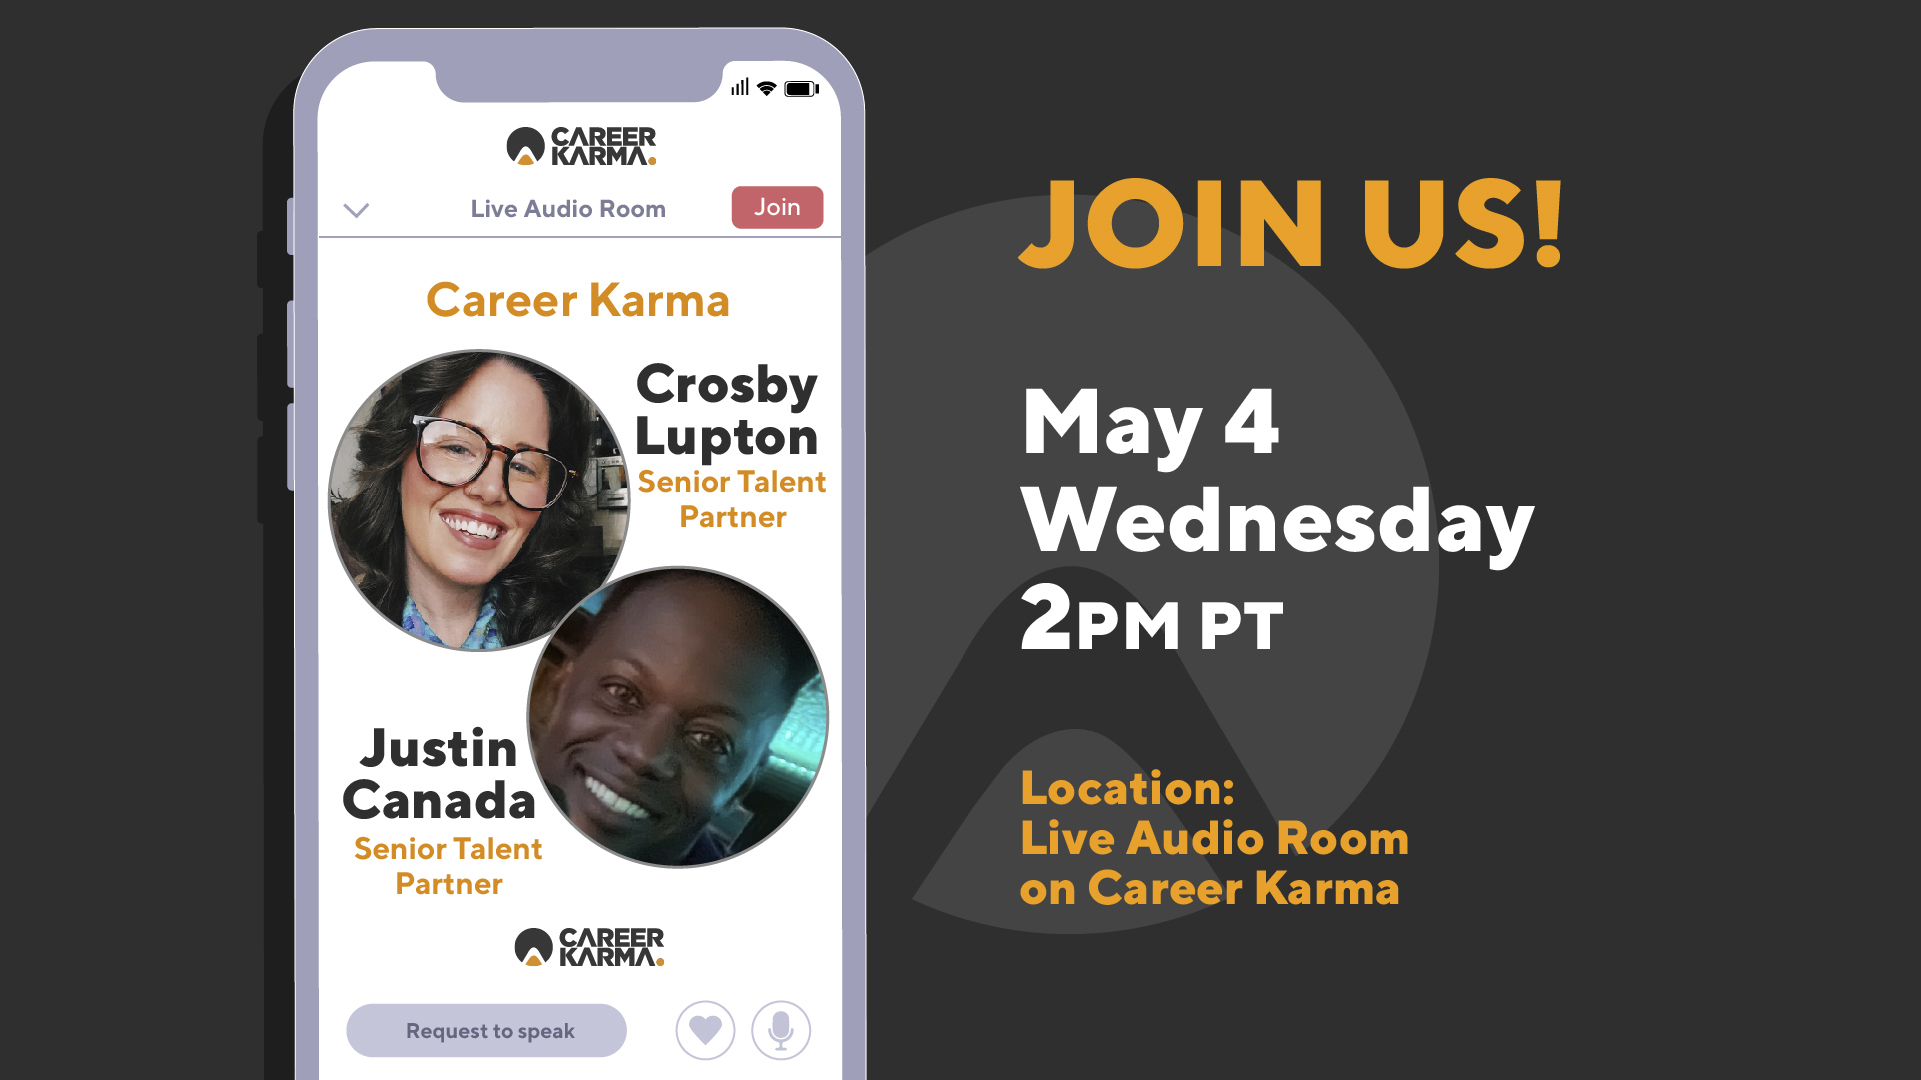 CAREER
KARMA.
Live Audio Room
Join
Career Karma
Crosby
Lupton
Senior Talent
Partner
Justin
Canada
Senior Talent
Partner
CAREER
KARMA.
Request to speak
JOIN US!
May 4
Wednesday
2PM PT
Location:
Live Audio Room
on Career Karma